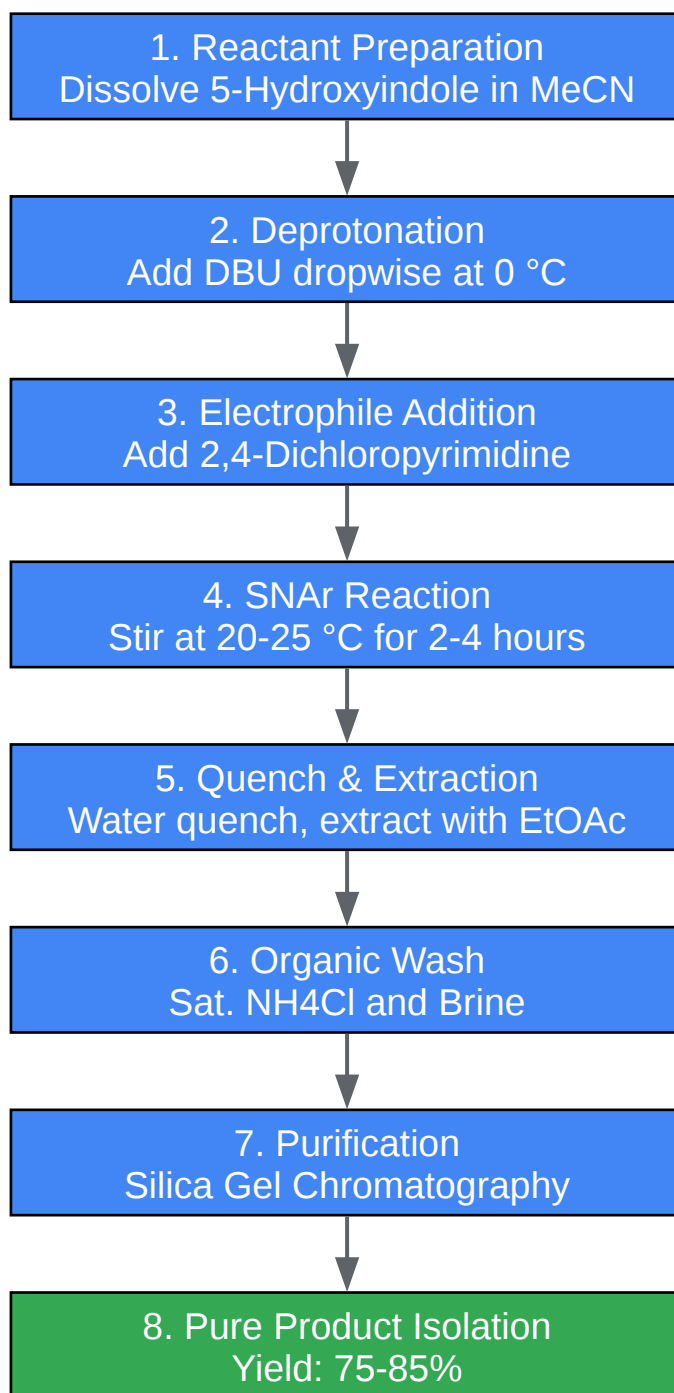 1. Reactant Preparation
Dissolve 5-Hydroxyindole in MeCN
2. Deprotonation
Add DBU dropwise at 0 °C
3. Electrophile Addition
Add 2,4-Dichloropyrimidine
4. SNAr Reaction
Stir at 20-25 °C for 2-4 hours
5. Quench & Extraction
Water quench, extract with EtOAc
6. Organic Wash
Sat. NH4Cl and Brine
7. Purification
Silica Gel Chromatography
8. Pure Product Isolation
Yield: 75-85%